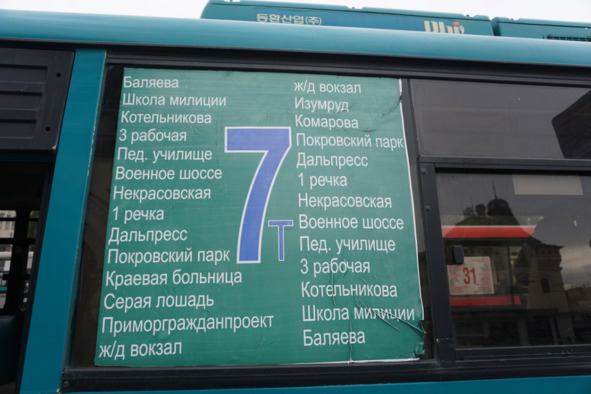 동환산업(주)
Баляева
Школа милиции
Котельникова
3 рабочая
Пед. училище
Военное шоссе
Некрасовская
1 речка
Дальпресс
Покровский парк
Краевая больница
Серая лошадь
Приморгражданпроект
ж/д вокзал
7т
ж/д вокзал
Изумруд
Комарова
Покровский парк
Дальпресс
1 речка
Некрасовская
Военное шоссе
Пед. училище
3 рабочая
Котельникова
Школа милиции
Баляева
31